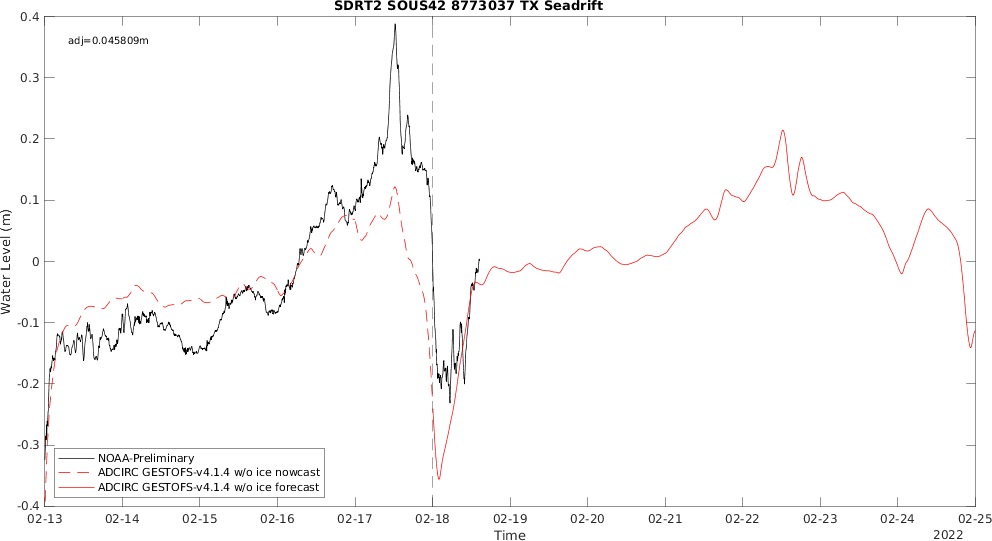 SDRT2 SOUS42 8773037 TX Seadrift
adj=0.045809m
0.4
0.3
0.2
0.1
0
-0.1
-0.2
-0.3
-0.4
Water Level (m)
NOAA-Preliminary
ADCIRC GESTOFS-v4.1.4 w/o ice nowcast
ADCIRC GESTOFS-v4.1.4 w/o ice forecast
02-13 02-14 02-15 02-16 02-17 02-18 02-19 02-20 02-21 02-22 02-23 02-24 02-25
Time
2022